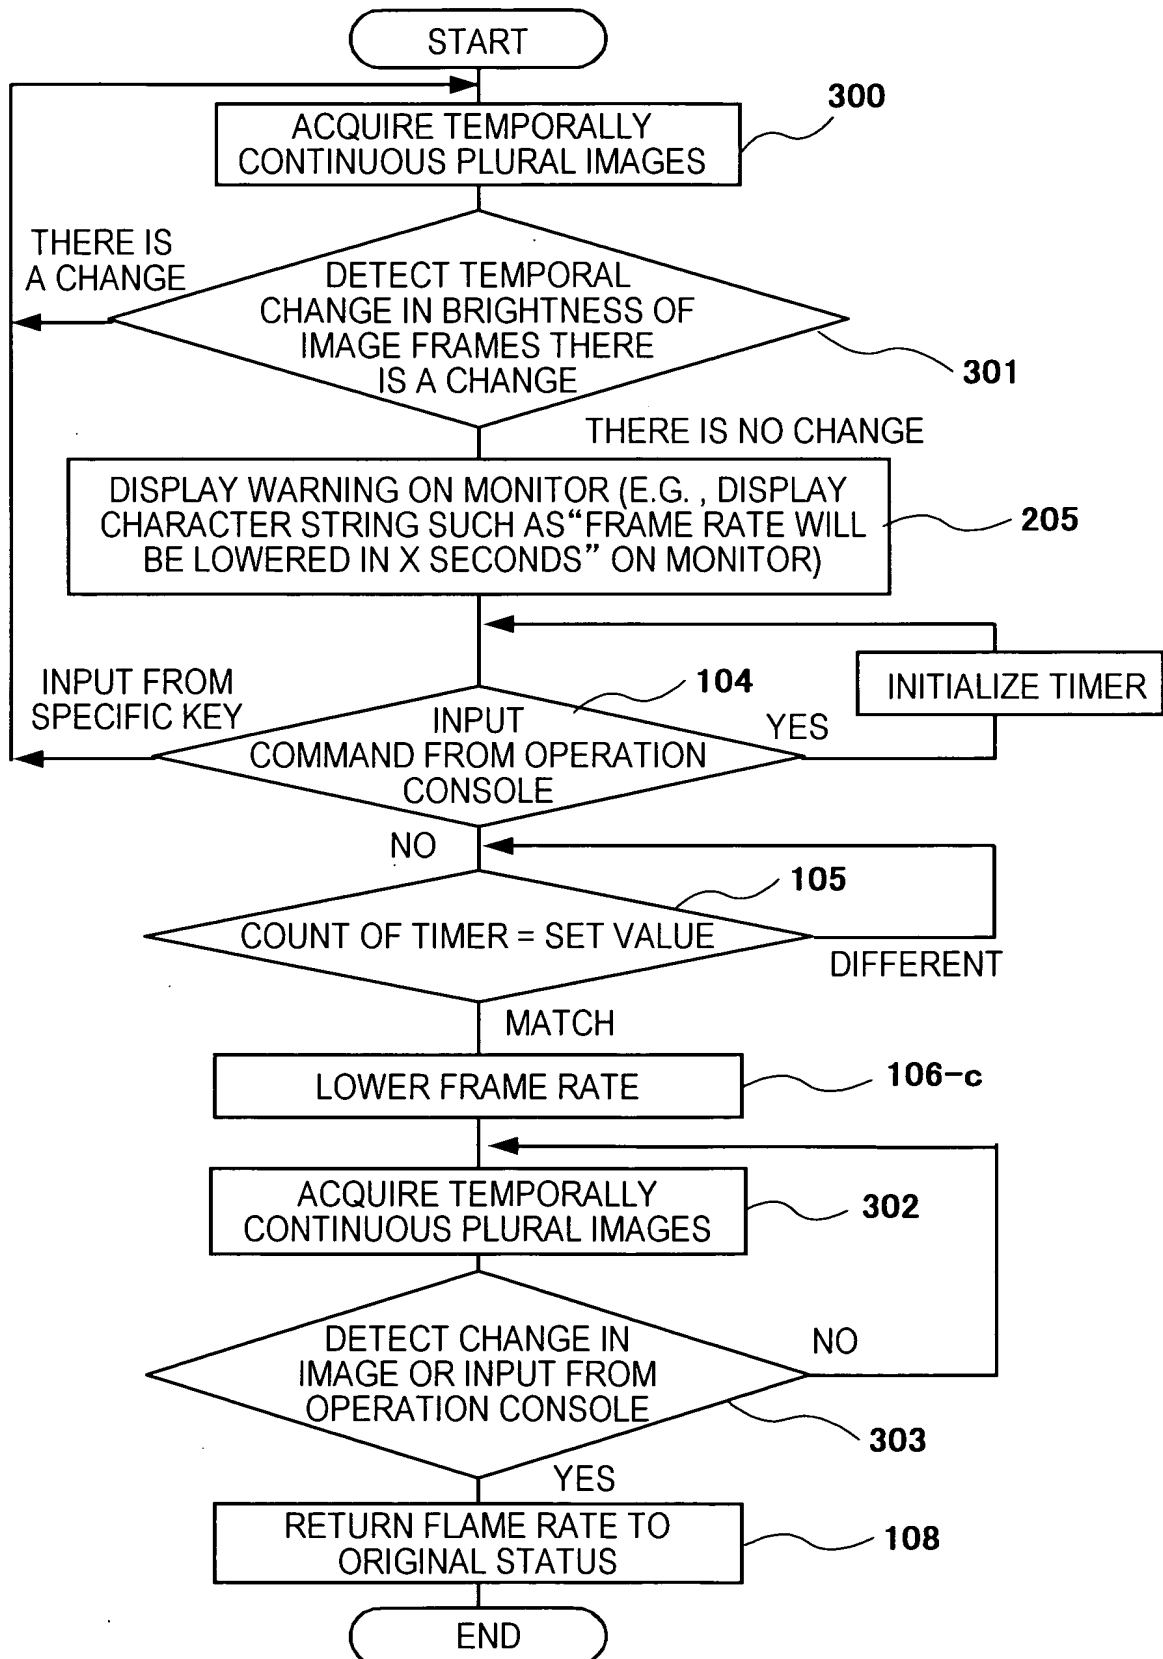 START
300
ACQUIRE TEMPORALLY
CONTINUOUS PLURAL IMAGES
THERE IS
A CHANGE
DETECT TEMPORAL
CHANGE IN BRIGHTNESS OF
IMAGE FRAMES THERE
IS A CHANGE
301
THERE IS NO CHANGE
DISPLAY WARNING ON MONITOR (E.G. , DISPLAY
CHARACTER STRING SUCH AS“FRAME RATE WILL
BE LOWERED IN X SECONDS” ON MONITOR)
205
INITIALIZE TIMER
INPUT FROM
SPECIFIC KEY
104
INPUT
COMMAND FROM OPERATION
CONSOLE
YES
NO
105
COUNT OF TIMER = SET VALUE
DIFFERENT
MATCH
LOWER FRAME RATE
106-c
ACQUIRE TEMPORALLY
CONTINUOUS PLURAL IMAGES
302
DETECT CHANGE IN
IMAGE OR INPUT FROM
OPERATION CONSOLE
NO
303
YES
RETURN FLAME RATE TO
ORIGINAL STATUS
108
END